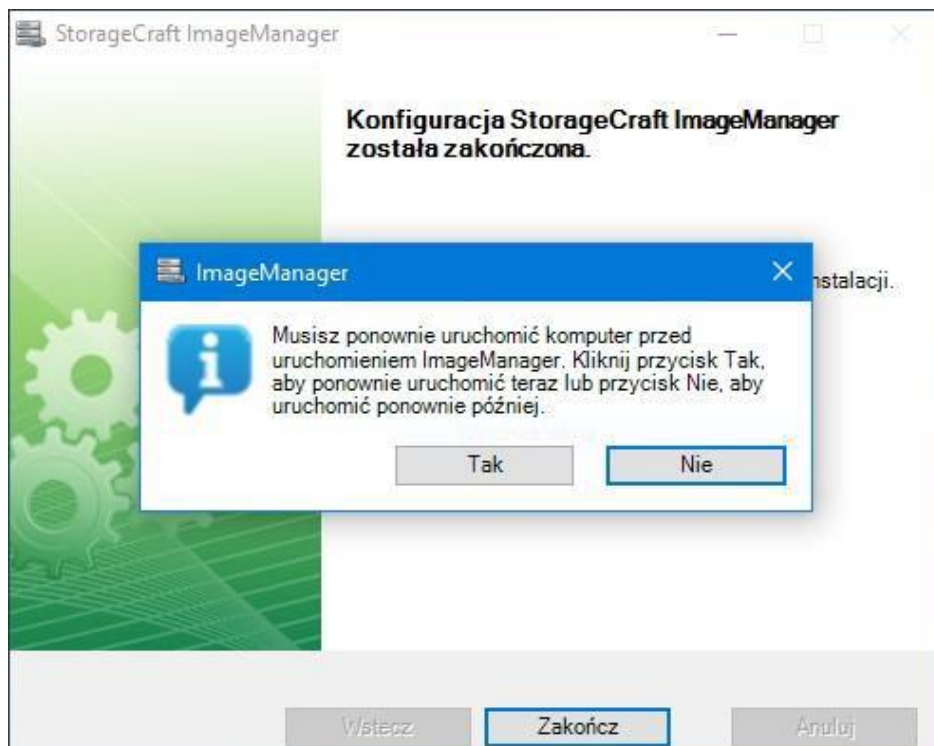 StorageCraft ImageManager
Konfiguracja StorageCraft ImageManager
została zakończona.
ImageManager
Musisz ponownie uruchomić komputer przed
uruchomieniem ImageManager. Kliknij przycisk Tak,
aby ponownie uruchomić teraz lub przycisk Nie, aby
uruchomić ponownie później.
Tak
Nie
Wstecz
Zakończ
Anuluj